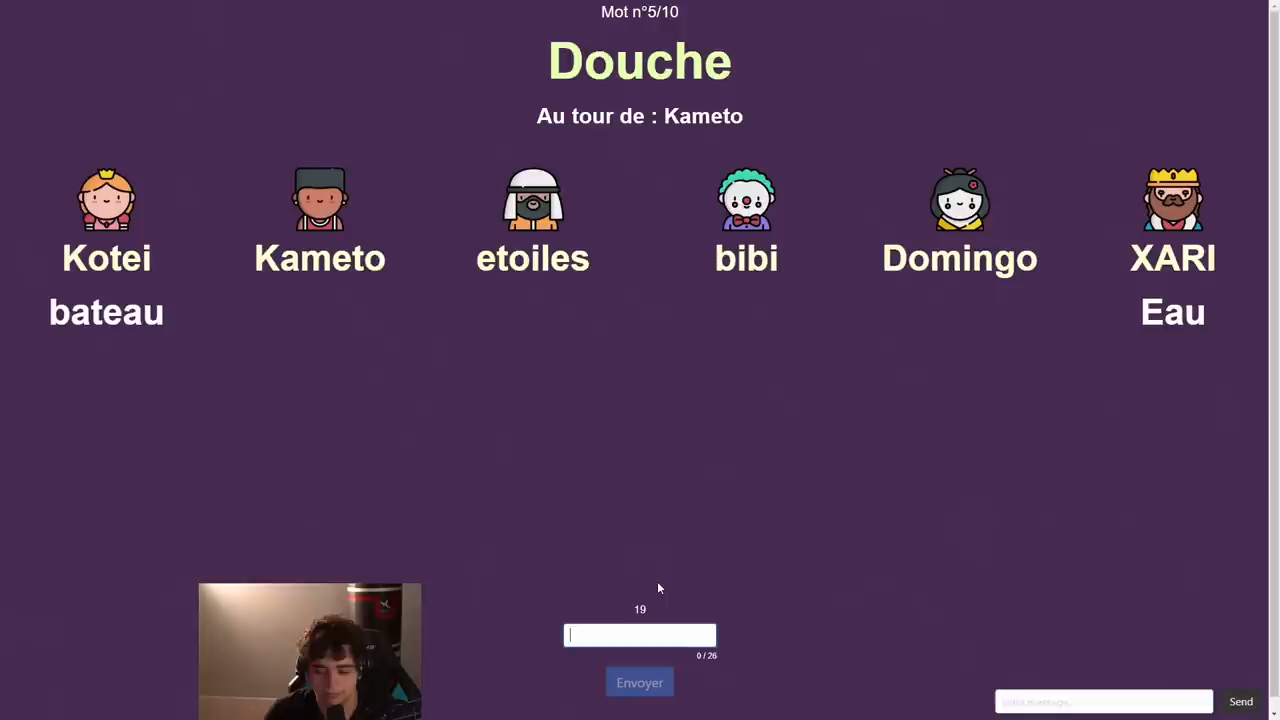 Mot n°5/10
Douche
Au tour de : Kameto
Kotei
Kameto
etoiles
bibi
Domingo
XARI
bateau
Eau
19
0 / 26
Envoyer
Send